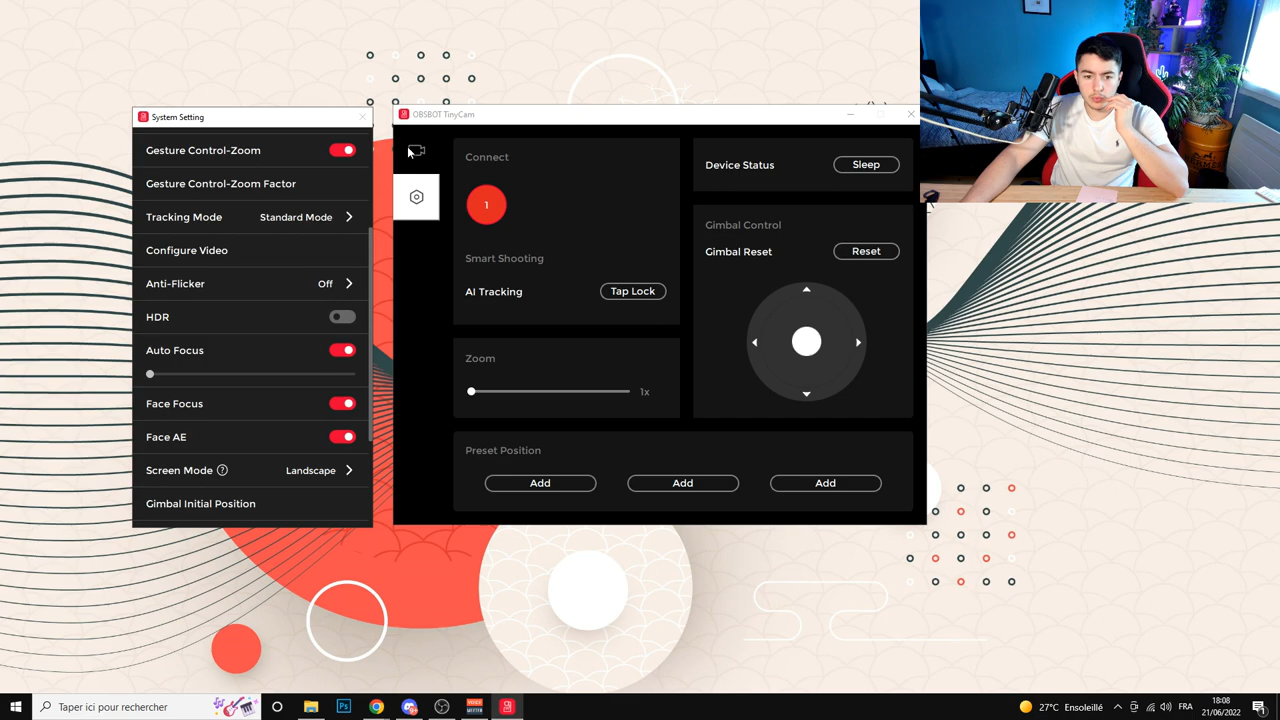 System Setting
Gesture Control-Zoom
Gesture Control-Zoom Factor
Tracking Mode Standard Mode
Configure Video
Anti-Flicker Off
HDR
Auto Focus
Face Focus
Face AE
Screen Mode ? Landscape
Gimbal Initial Position
OBSBOT TinyCam
Connect
1
Smart Shooting
AI Tracking Tap Lock
Zoom
1x
Device Status Sleep
Gimbal Control
Gimbal Reset Reset
Preset Position
Add Add Add
Taper ici pour rechercher
Ps
27°C Ensoleillé
FRA
18:08
21/06/2022
1